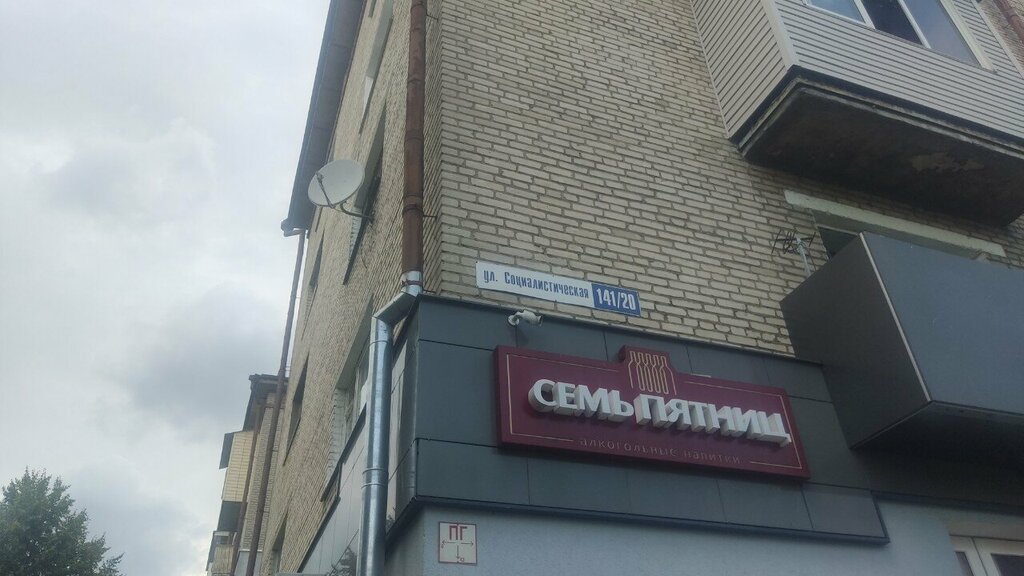 ул. Социалистическая 141/20
СЕМЬ ПЯТНИЦ
АЛКОГОЛЬНЫЕ НАПИТКИ
ПГ